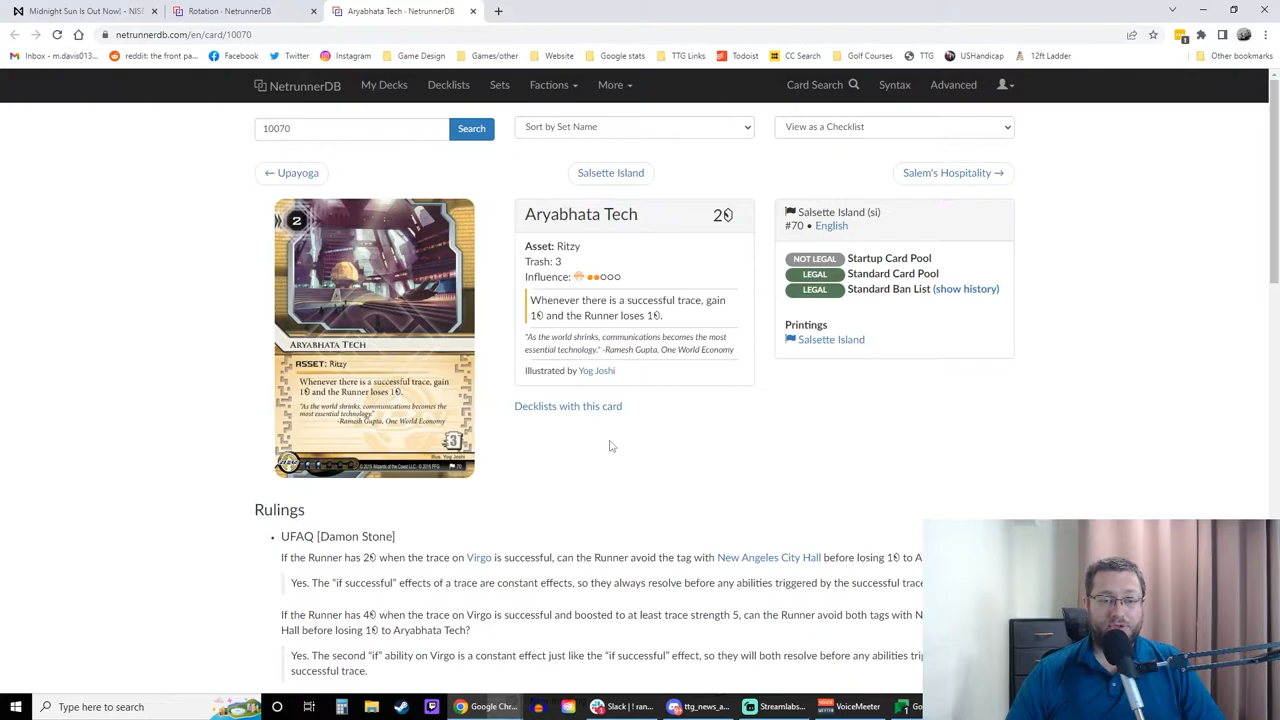 Midnight Sun Is Out Now! - NIS
Rotation · NetrunnerDB
Aryabhata Tech · NetrunnerDB
netrunnerdb.com/en/card/10070
Inbox - m.davis013...
reddit: the front pa...
Facebook
Twitter
Instagram
Game Design
Games/other
Website
Google stats
TTG Links
Todoist
CC Search
Golf Courses
TTG
USHandicap
12ft Ladder
Other bookmarks
NetrunnerDB
My Decks
Decklists
Sets
Factions
More
Card Search
Syntax
Advanced
10070
Search
Sort by Set Name
View as a Checklist
← Upayoga
Salsette Island
Salem's Hospitality →
2
ARYABHATA TECH
ASSET: Ritzy
Whenever there is a successful trace, gain
1 and the Runner loses 1.
"As the world shrinks, communications becomes the
most essential technology."
-Ramesh Gupta, One World Economy
3
Illus. Yog Joshi
Aryabhata Tech 2
Asset: Ritzy
Trash: 3
Influence:
Whenever there is a successful trace, gain
1 and the Runner loses 1.
"As the world shrinks, communications becomes the most
essential technology." -Ramesh Gupta, One World Economy
Illustrated by Yog Joshi
Decklists with this card
Salsette Island (si)
#70 • English
NOT LEGAL Startup Card Pool
LEGAL Standard Card Pool
LEGAL Standard Ban List (show history)
Printings
Salsette Island
Rulings
UFAQ [Damon Stone]
If the Runner has 2 when the trace on Virgo is successful, can the Runner avoid the tag with New Angeles City Hall before losing 1 to A
Yes. The "if successful" effects of a trace are constant effects, so they always resolve before any abilities triggered by the successful trace
If the Runner has 4 when the trace on Virgo is successful and boosted to at least trace strength 5, can the Runner avoid both tags with N
Hall before losing 1 to Aryabhata Tech?
Yes. The second "if" ability on Virgo is a constant effect just like the "if successful" effect, so they will both resolve before any abilities trig
successful trace.
Type here to search
Google Chr...
Slack | ! ran...
ttg_news_a...
Streamlabs...
VoiceMeeter
G